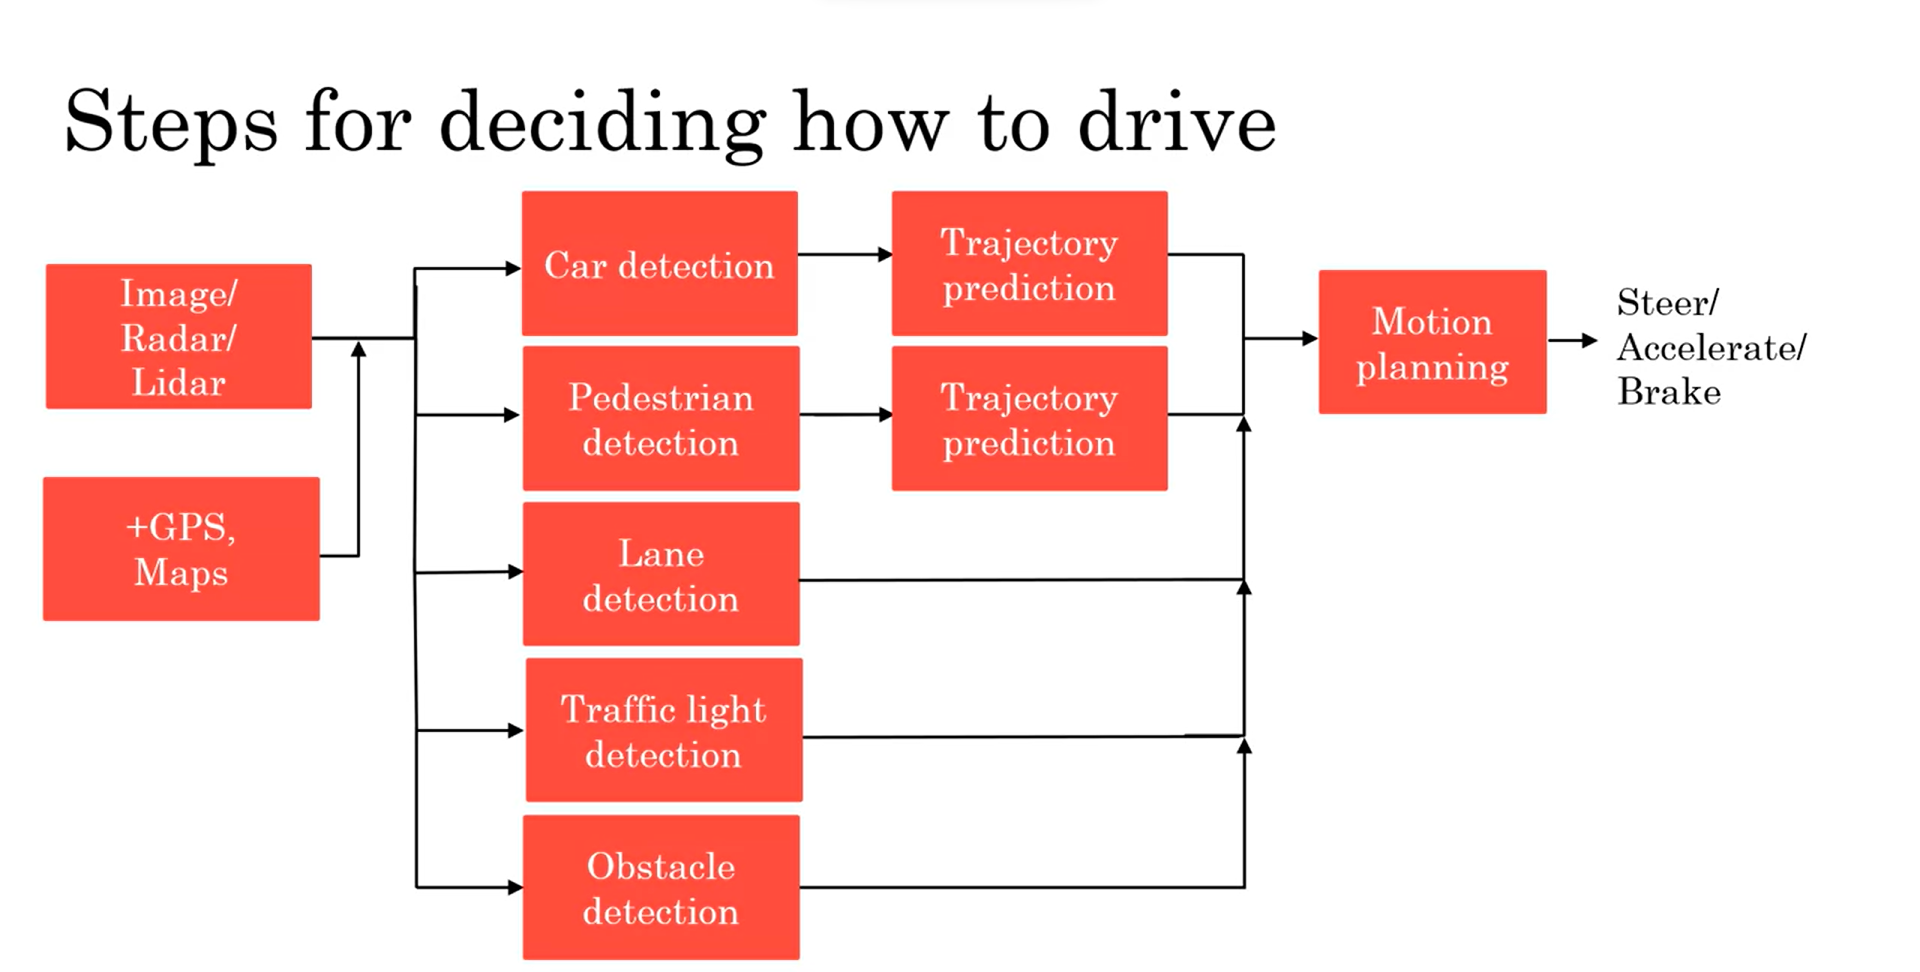 Steps for deciding how to drive
Image/
Radar/
Lidar
+GPS,
Maps
Car detection
Trajectory
prediction
Pedestrian
detection
Trajectory
prediction
Lane
detection
Traffic light
detection
Obstacle
detection
Motion
planning
Steer/
Accelerate/
Brake